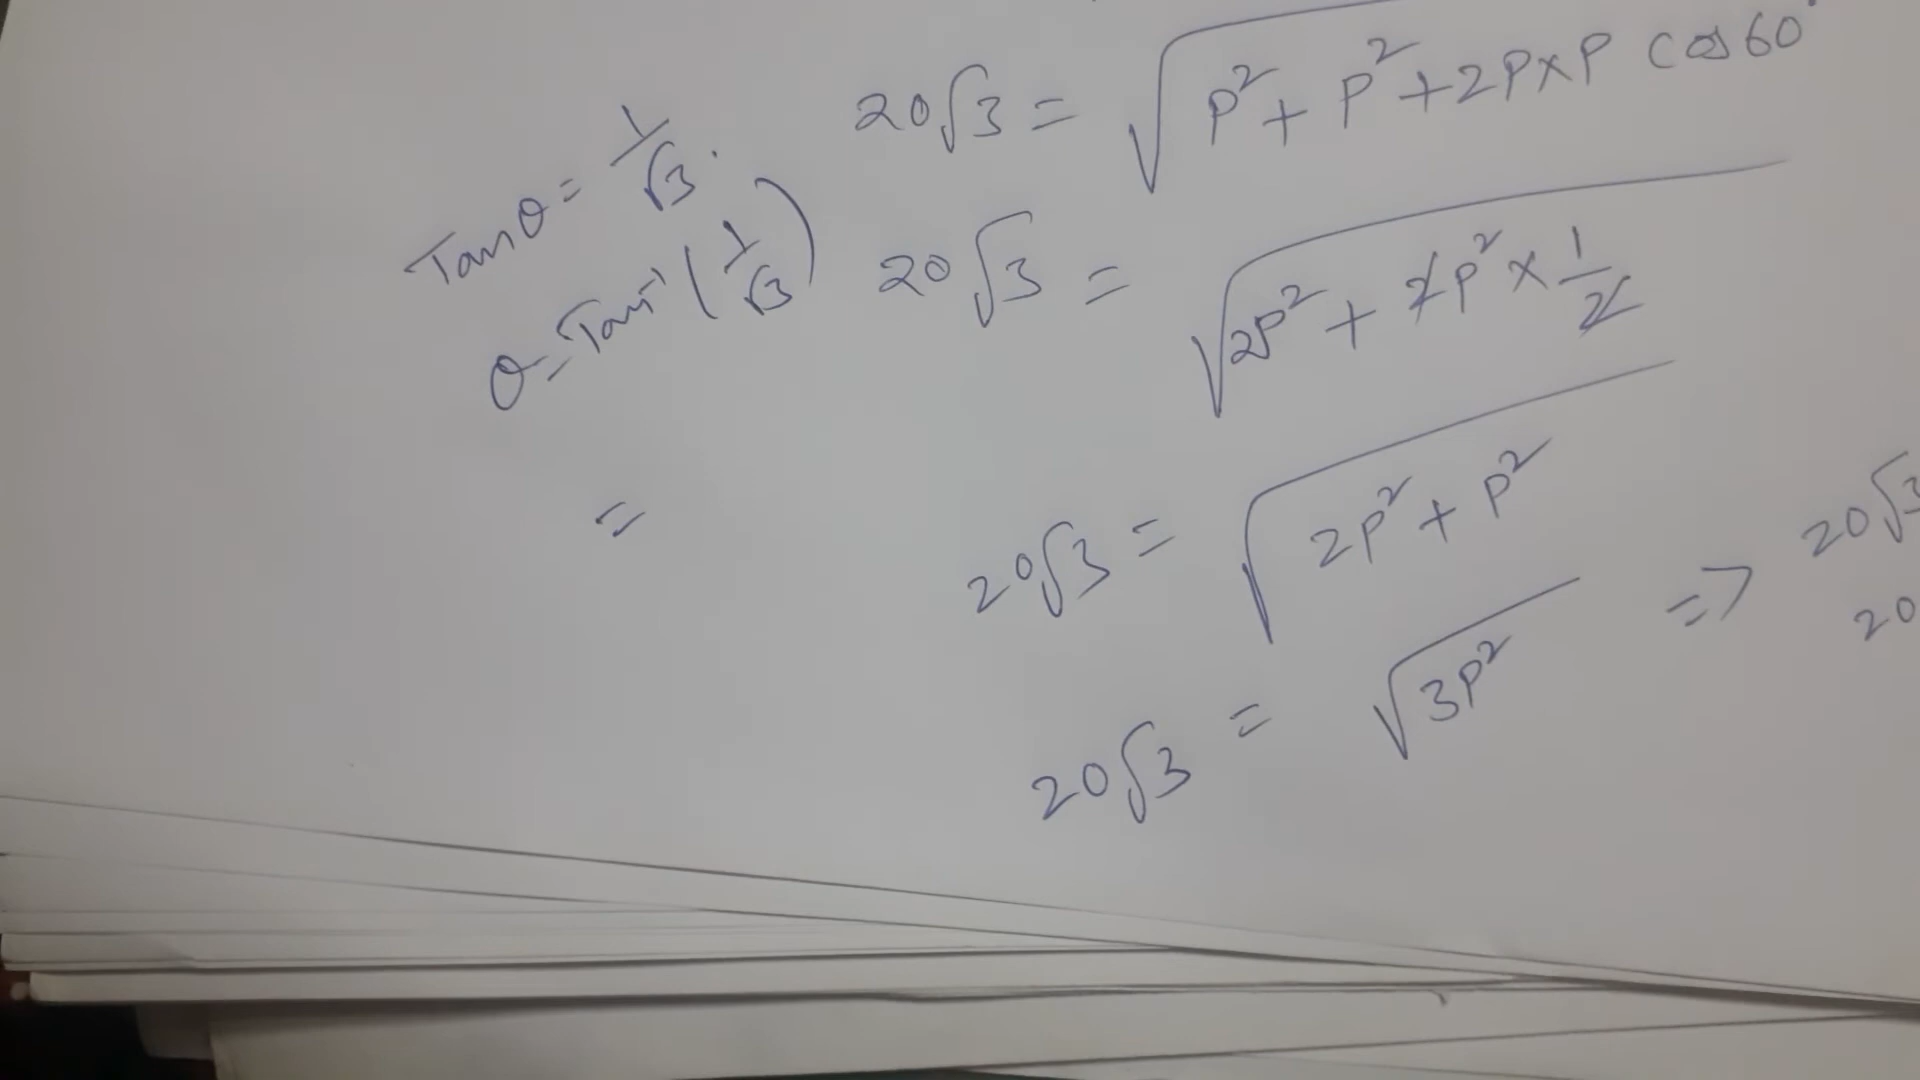 20√3 = √(P² + P² + 2P×P cos60°)
Tanθ = 1/√3.
θ = Tan⁻¹(1/√3)
=
20√3 = √(2P² + 2P² × 1/2)
20√3 = √(2P² + P²)
20√3 = √(3P²) => 20√3
20